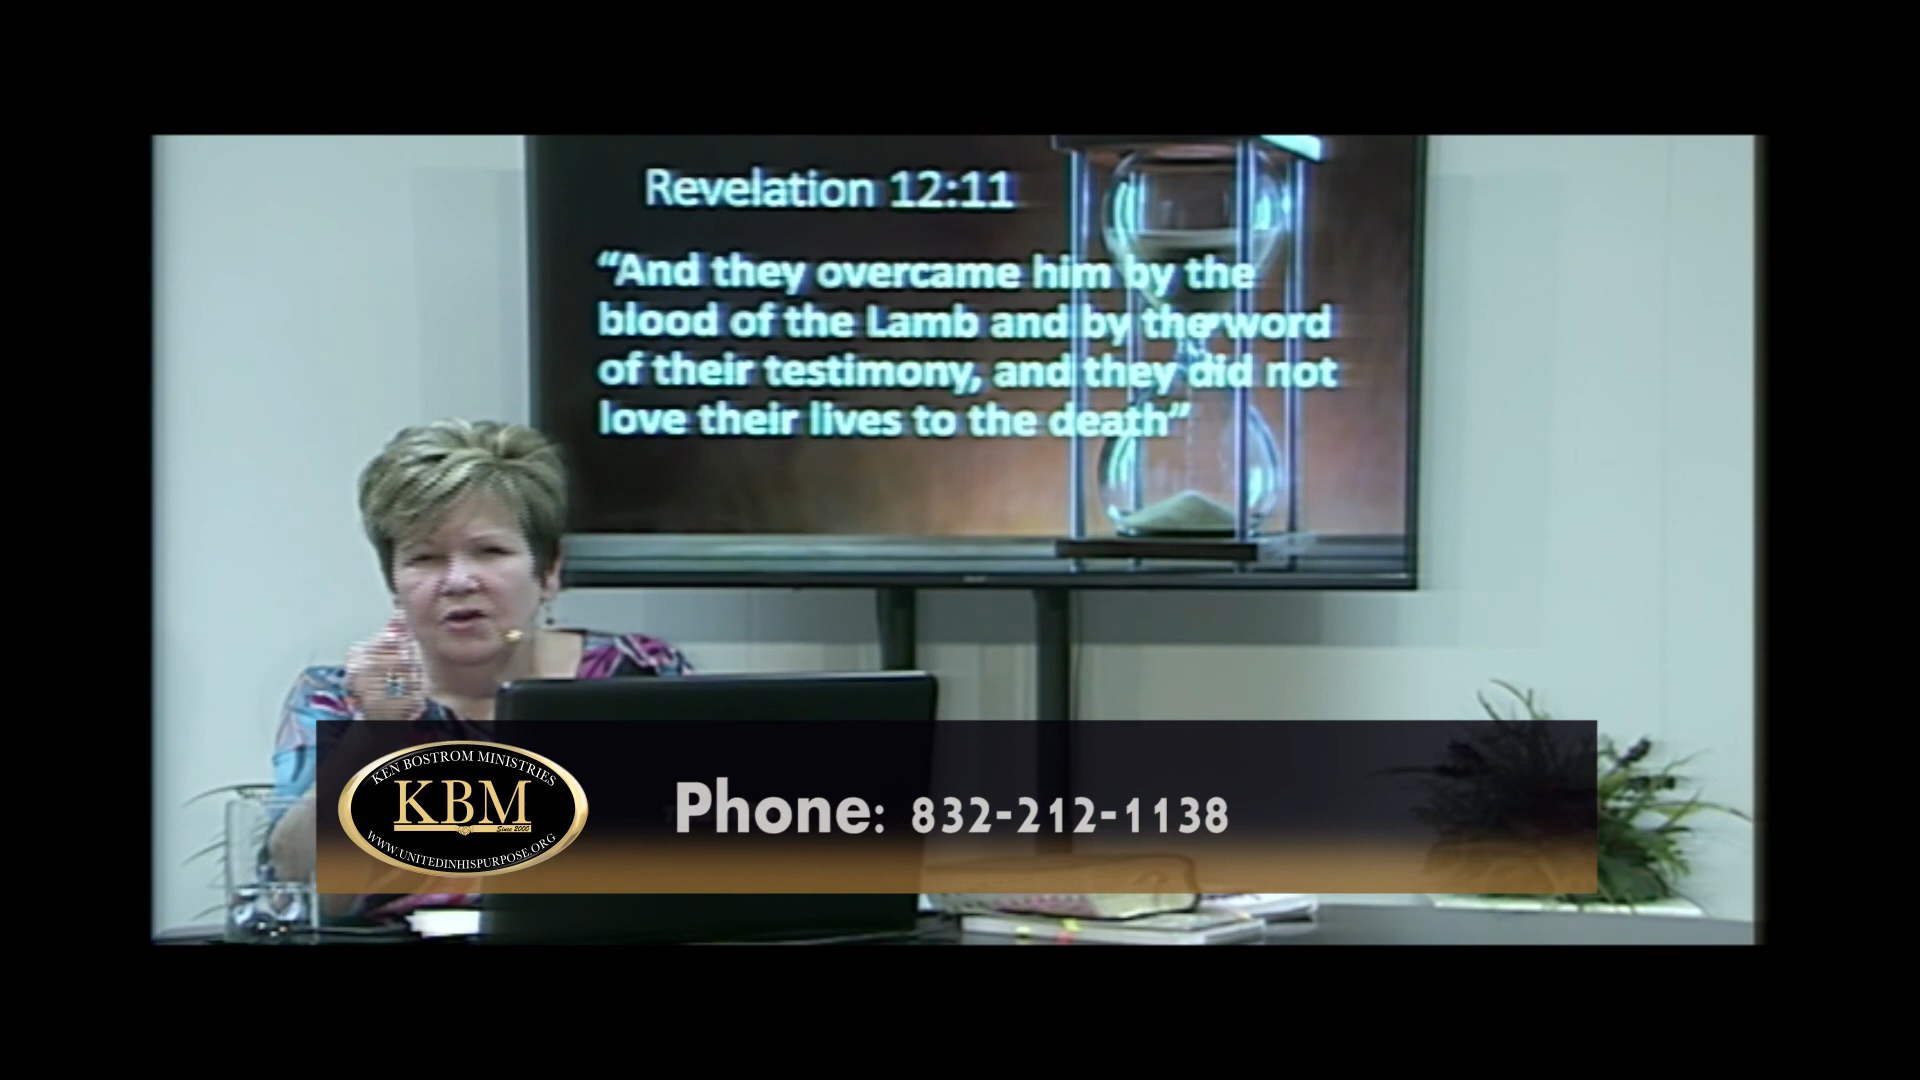 Revelation 12:11
“And they overcame him by the
blood of the Lamb and by the word
of their testimony, and they did not
love their lives to the death”
KEN BOSTROM MINISTRIES
KBM
Since 2000
WWW.UNITEDINHISPURPOSE.ORG
Phone: 832-212-1138